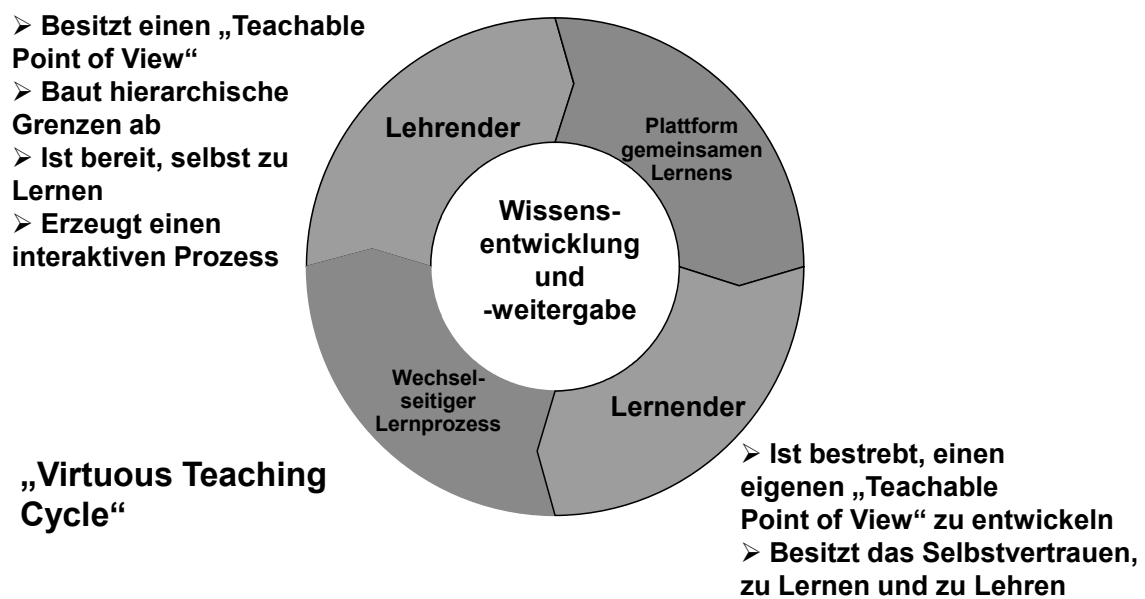 ➢ Besitzt einen „Teachable
Point of View“
➢ Baut hierarchische
Grenzen ab
➢ Ist bereit, selbst zu
Lernen
➢ Erzeugt einen
interaktiven Prozess
Lehrender
Plattform
gemeinsamen
Lernens
Wissens-
entwicklung
und
-weitergabe
Wechsel-
seitiger
Lernprozess
Lernender
„Virtuous Teaching
Cycle“
➢ Ist bestrebt, einen
eigenen „Teachable
Point of View“ zu entwickeln
➢ Besitzt das Selbstvertrauen,
zu Lernen und zu Lehren